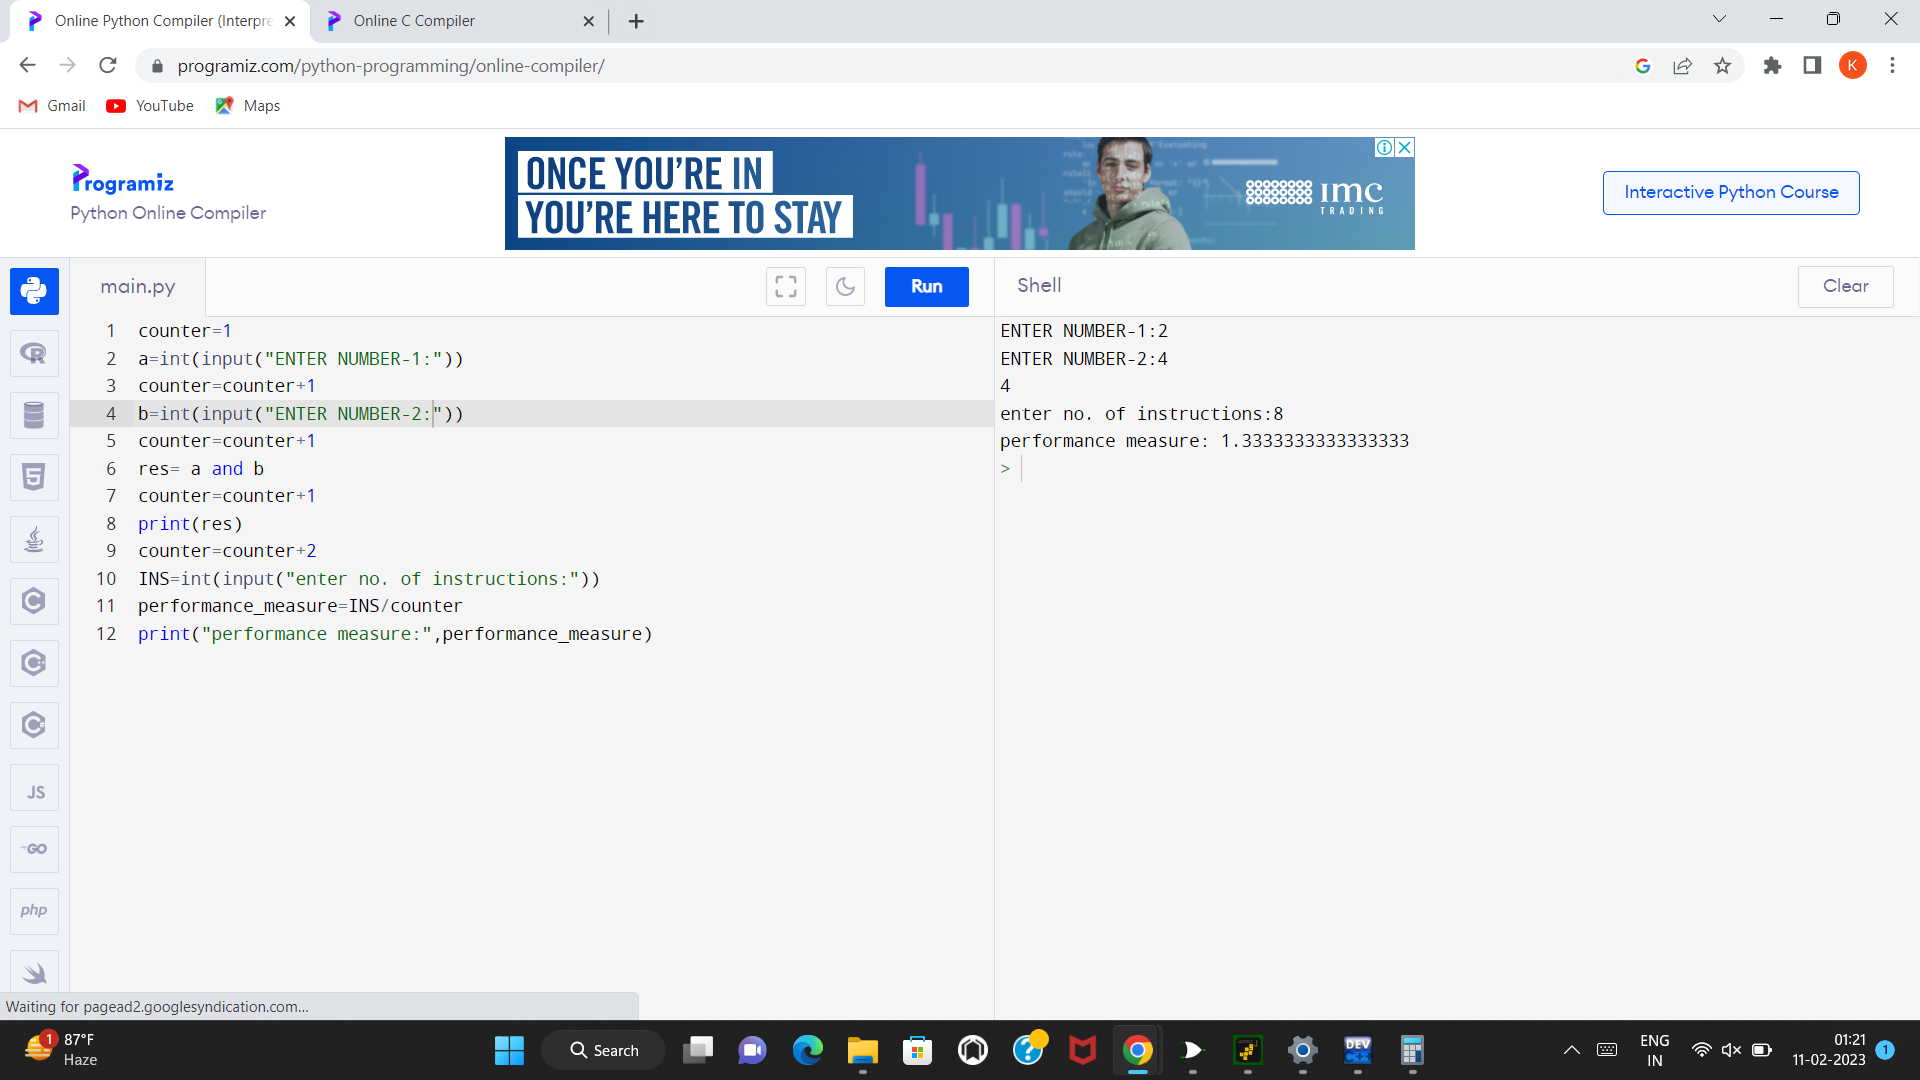 Online Python Compiler (Interpre
Online C Compiler
programiz.com/python-programming/online-compiler/
K
Gmail
YouTube
Maps
Programiz
Python Online Compiler
ONCE YOU'RE IN
YOU'RE HERE TO STAY
imc
TRADING
Interactive Python Course
main.py
Run
Shell
Clear
1 counter=1
2 a=int(input("ENTER NUMBER-1:"))
3 counter=counter+1
4 b=int(input("ENTER NUMBER-2:"))
5 counter=counter+1
6 res= a and b
7 counter=counter+1
8 print(res)
9 counter=counter+2
10 INS=int(input("enter no. of instructions:"))
11 performance_measure=INS/counter
12 print("performance measure:",performance_measure)
ENTER NUMBER-1:2
ENTER NUMBER-2:4
4
enter no. of instructions:8
performance measure: 1.3333333333333333
>
R
5
C
C++
C#
JS
GO
php
Waiting for pagead2.googlesyndication.com...
1
87°F
Haze
Search
DEV
C++
ENG
IN
01:21
11-02-2023
1